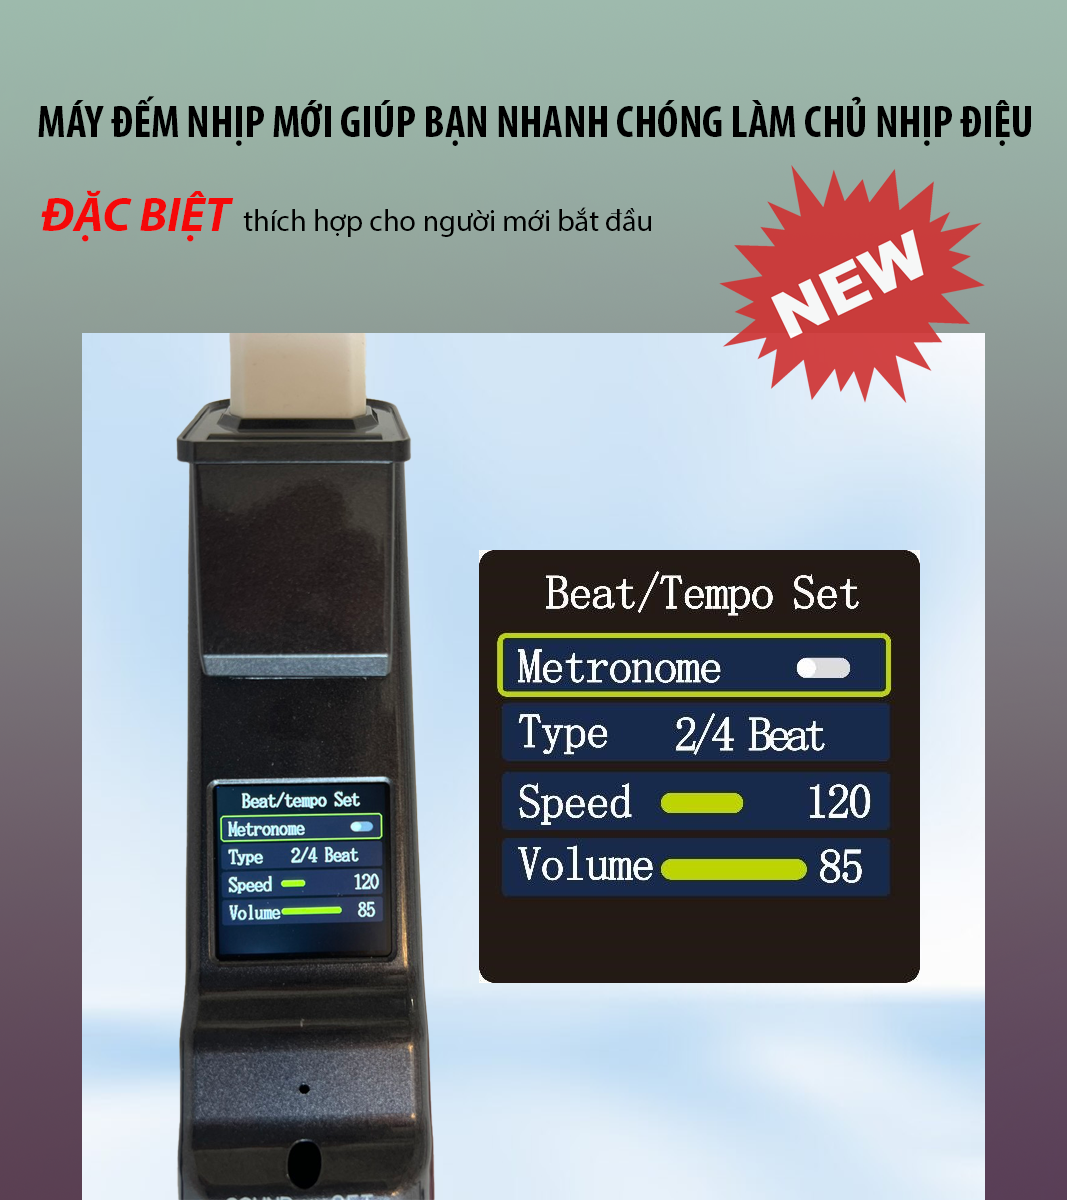 MÁY ĐẾM NHỊP MỚI GIÚP BẠN NHANH CHÓNG LÀM CHỦ NHỊP ĐIỆU
ĐẶC BIỆT thích hợp cho người mới bắt đầu
NEW
Beat/Tempo Set
Metronome
Type 2/4 Beat
Speed 120
Volume 85
Beat/tempo Set
Metronome
Type 2/4 Beat
Speed 120
Volume 85